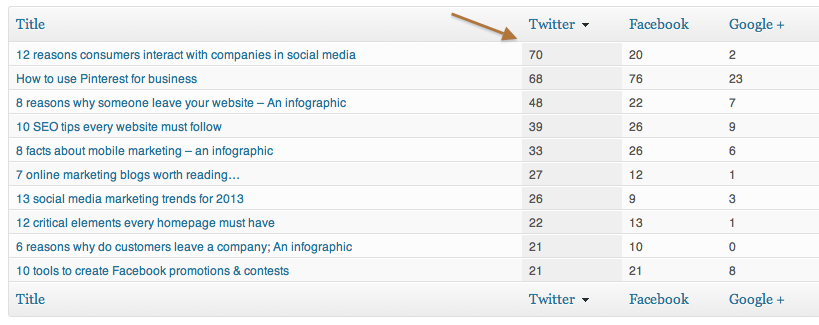 Title Twitter Facebook Google +
12 reasons consumers interact with companies in social media 70 20 2
How to use Pinterest for business 68 76 23
8 reasons why someone leave your website – An infographic 48 22 7
10 SEO tips every website must follow 39 26 9
8 facts about mobile marketing – an infographic 33 26 6
7 online marketing blogs worth reading… 27 12 1
13 social media marketing trends for 2013 26 9 3
12 critical elements every homepage must have 22 13 1
6 reasons why do customers leave a company; An infographic 21 10 0
10 tools to create Facebook promotions & contests 21 21 8
Title Twitter Facebook Google +